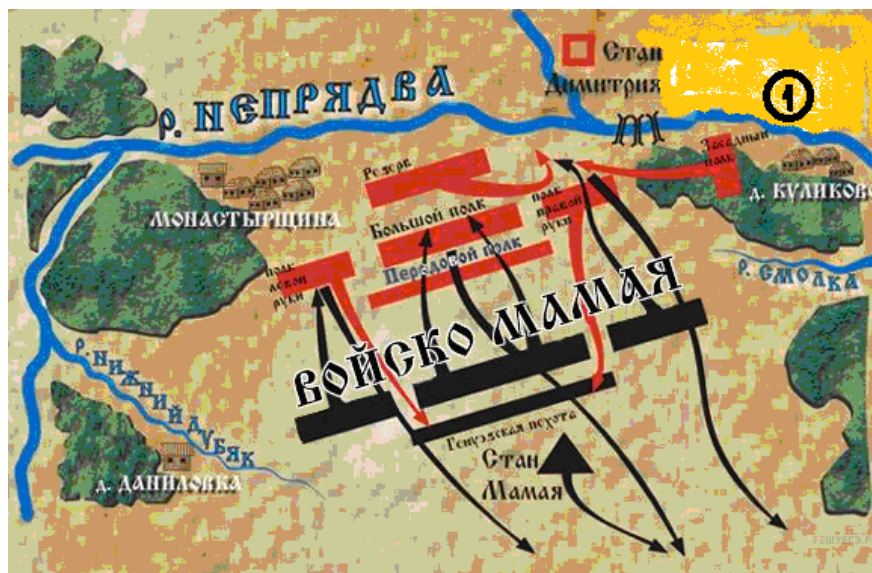 Стан
Димитрия
1
р. НЕПРЯДВА
Засадный
полк
Резерв
МОНАСТЫРЩИНА
полк
правой
руки
д. КУЛИКОВО
Большой полк
Передовой полк
полк
левой
руки
р. СМОЛКА
ВОЙСКО МАМАЯ
р. НИЖНИЙ ДУБЯК
Генуэзская пехота
Стан
Мамая
д. ДАНИЛОВКА